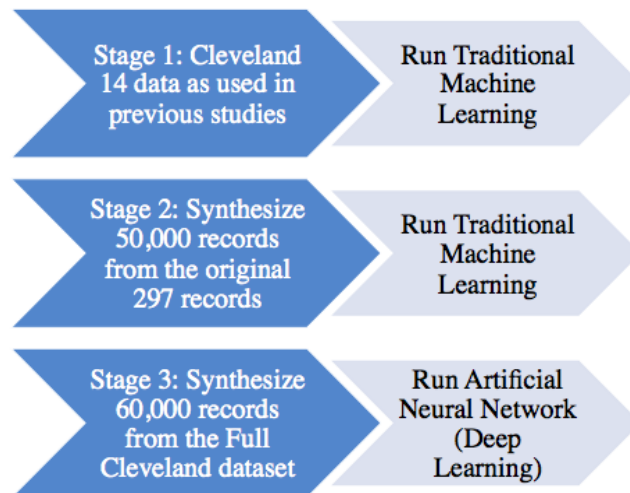 Stage 1: Cleveland
14 data as used in
previous studies
Run Traditional
Machine
Learning
Stage 2: Synthesize
50,000 records
from the original
297 records
Run Traditional
Machine
Learning
Stage 3: Synthesize
60,000 records
from the Full
Cleveland dataset
Run Artificial
Neural Network
(Deep
Learning)